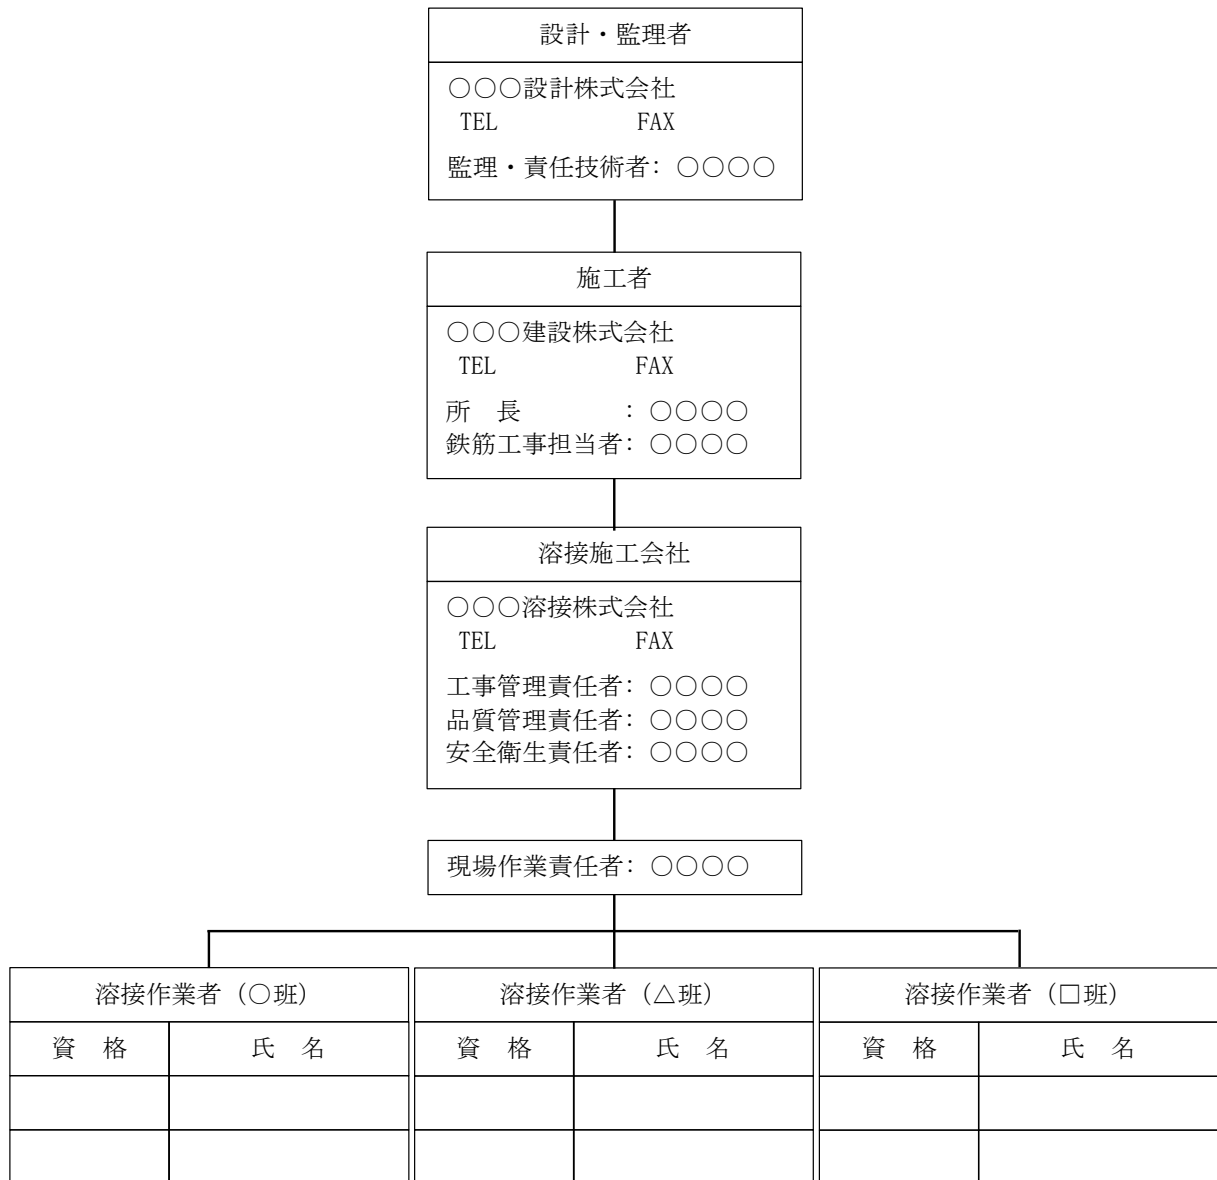 設計・監理者
○○○設計株式会社
TEL FAX
監理・責任技術者：○○○○
施工者
○○○建設株式会社
TEL FAX
所　長　　　　：○○○○
鉄筋工事担当者：○○○○
溶接施工会社
○○○溶接株式会社
TEL FAX
工事管理責任者：○○○○
品質管理責任者：○○○○
安全衛生責任者：○○○○
現場作業責任者：○○○○
溶接作業者（○班） 溶接作業者（△班） 溶接作業者（□班）
資　格 氏　名 資　格 氏　名 資　格 氏　名